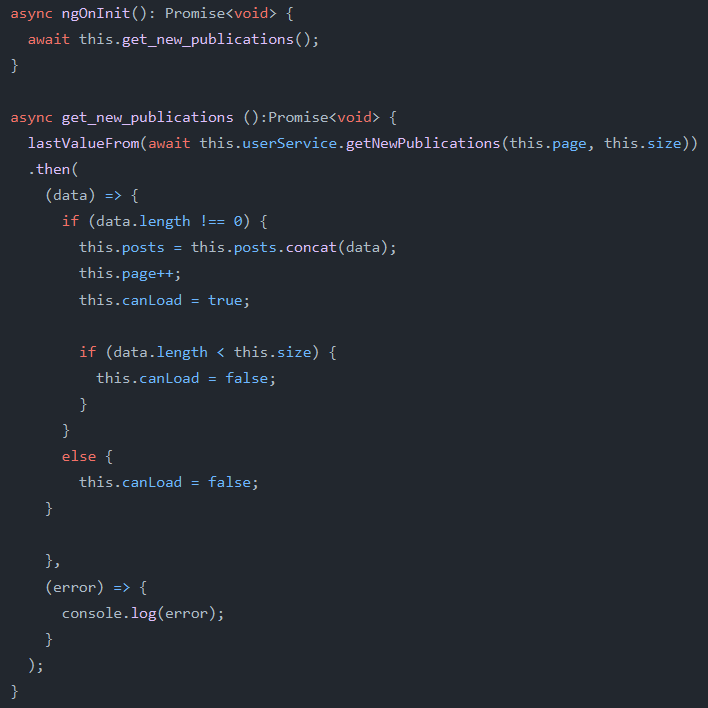 async ngOnInit(): Promise<void> {
  await this.get_new_publications();
}

async get_new_publications ():Promise<void> {
  lastValueFrom(await this.userService.getNewPublications(this.page, this.size))
  .then(
    (data) => {
      if (data.length !== 0) {
        this.posts = this.posts.concat(data);
        this.page++;
        this.canLoad = true;

        if (data.length < this.size) {
          this.canLoad = false;
        }
      }
      else {
        this.canLoad = false;
    }

    },
    (error) => {
      console.log(error);
    }
  );
}